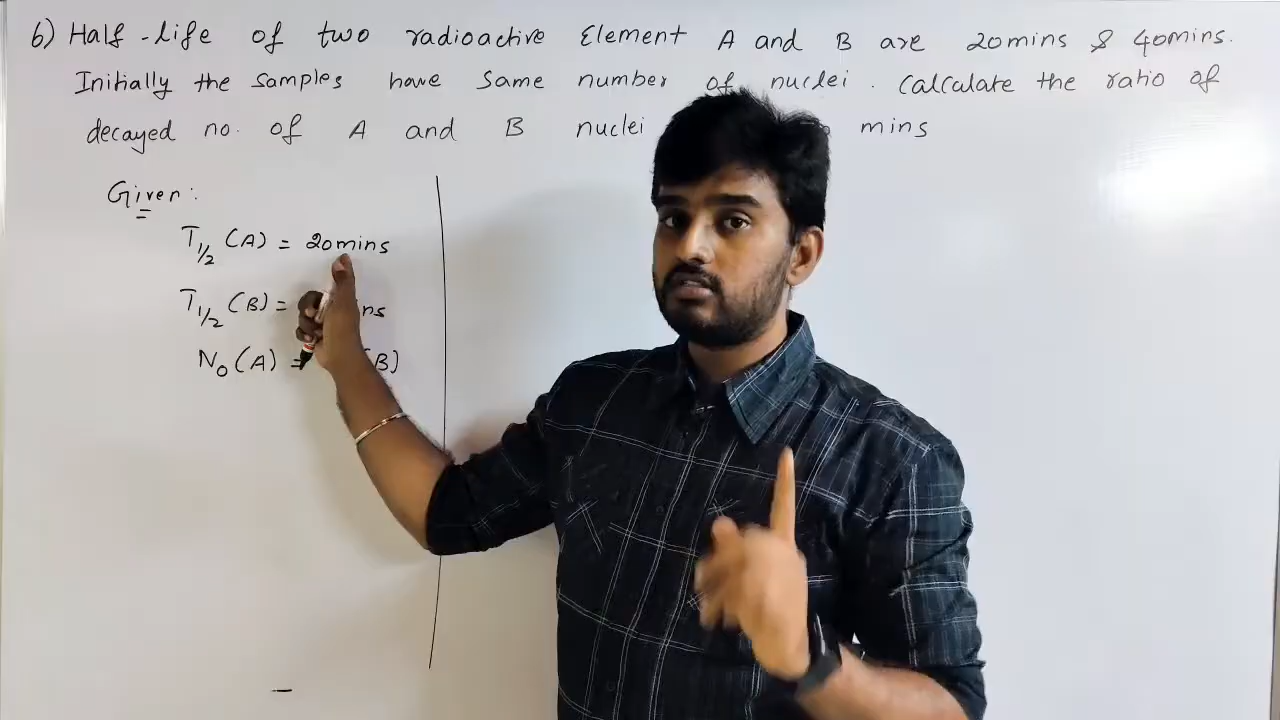 6) Half-life of two radioactive Element A and B are 20mins & 40mins.
Initially the samples have same number of nuclei. Calculate the ratio of
decayed no. of A and B nuclei mins
Given:
T1/2 (A) = 20mins
T1/2 (B) = ns
N0 (A) = (B)